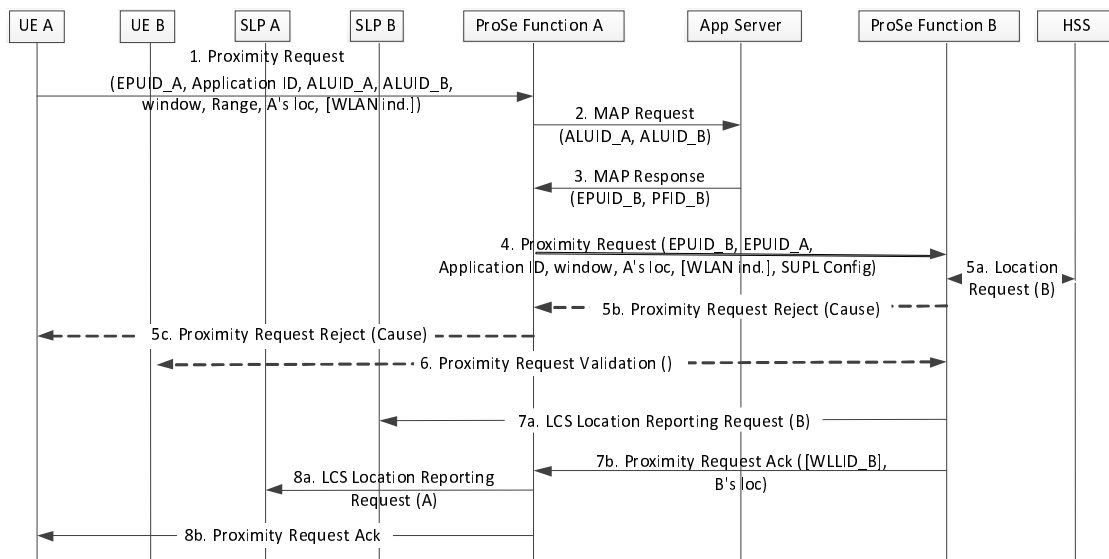 UE A
UE B
SLP A
SLP B
ProSe Function A
App Server
ProSe Function B
HSS
1. Proximity Request
(EPUID_A, Application ID, ALUID_A, ALUID_B,
window, Range, A's loc, [WLAN ind.])
2. MAP Request
(ALUID_A, ALUID_B)
3. MAP Response
(EPUID_B, PFID_B)
4. Proximity Request (EPUID_B, EPUID_A,
Application ID, window, A's loc, [WLAN ind.], SUPL Config)
5a. Location
Request (B)
5b. Proximity Request Reject (Cause)
5c. Proximity Request Reject (Cause)
6. Proximity Request Validation ()
7a. LCS Location Reporting Request (B)
7b. Proximity Request Ack ([WLLID_B],
B's loc)
8a. LCS Location Reporting
Request (A)
8b. Proximity Request Ack